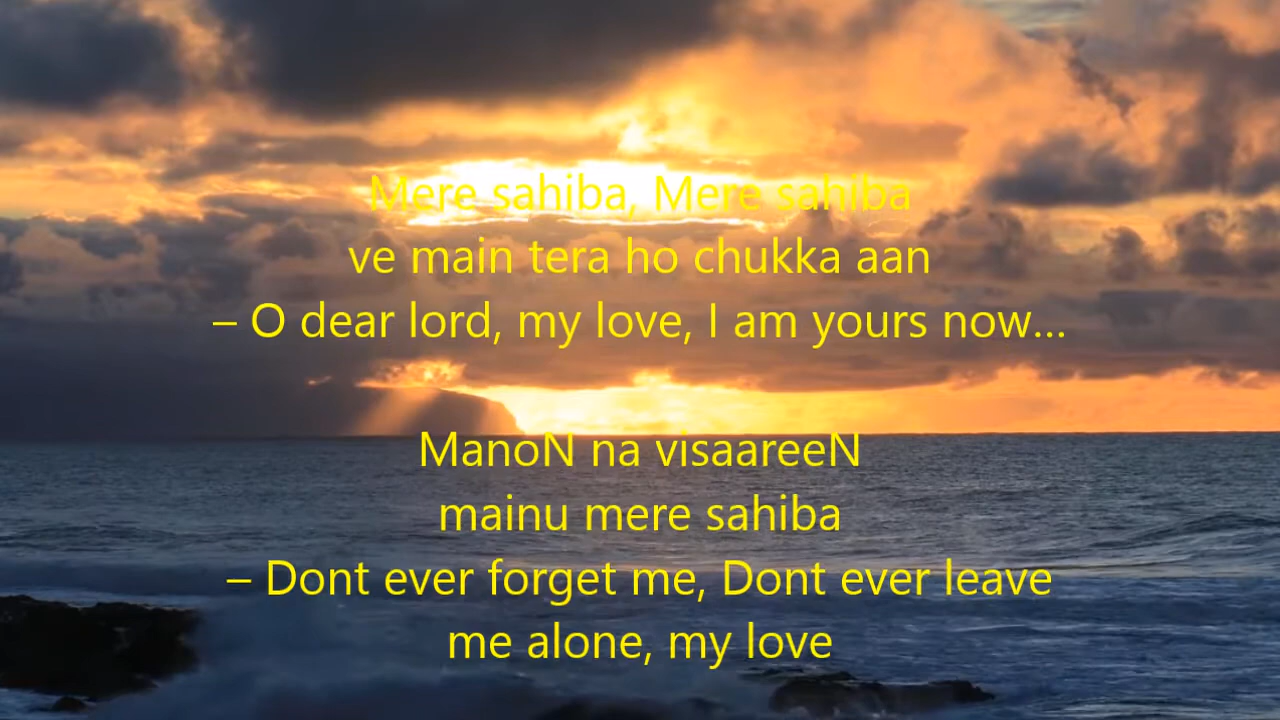 Mere sahiba, Mere sahiba
ve main tera ho chukka aan
– O dear lord, my love, I am yours now...
ManoN na visaareeN
mainu mere sahiba
– Dont ever forget me, Dont ever leave
me alone, my love